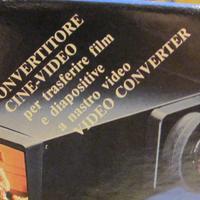 CONVERTITORE
CINE-VIDEO
per trasferire film
e diapositive
a nastro video
VIDEO CONVERTER